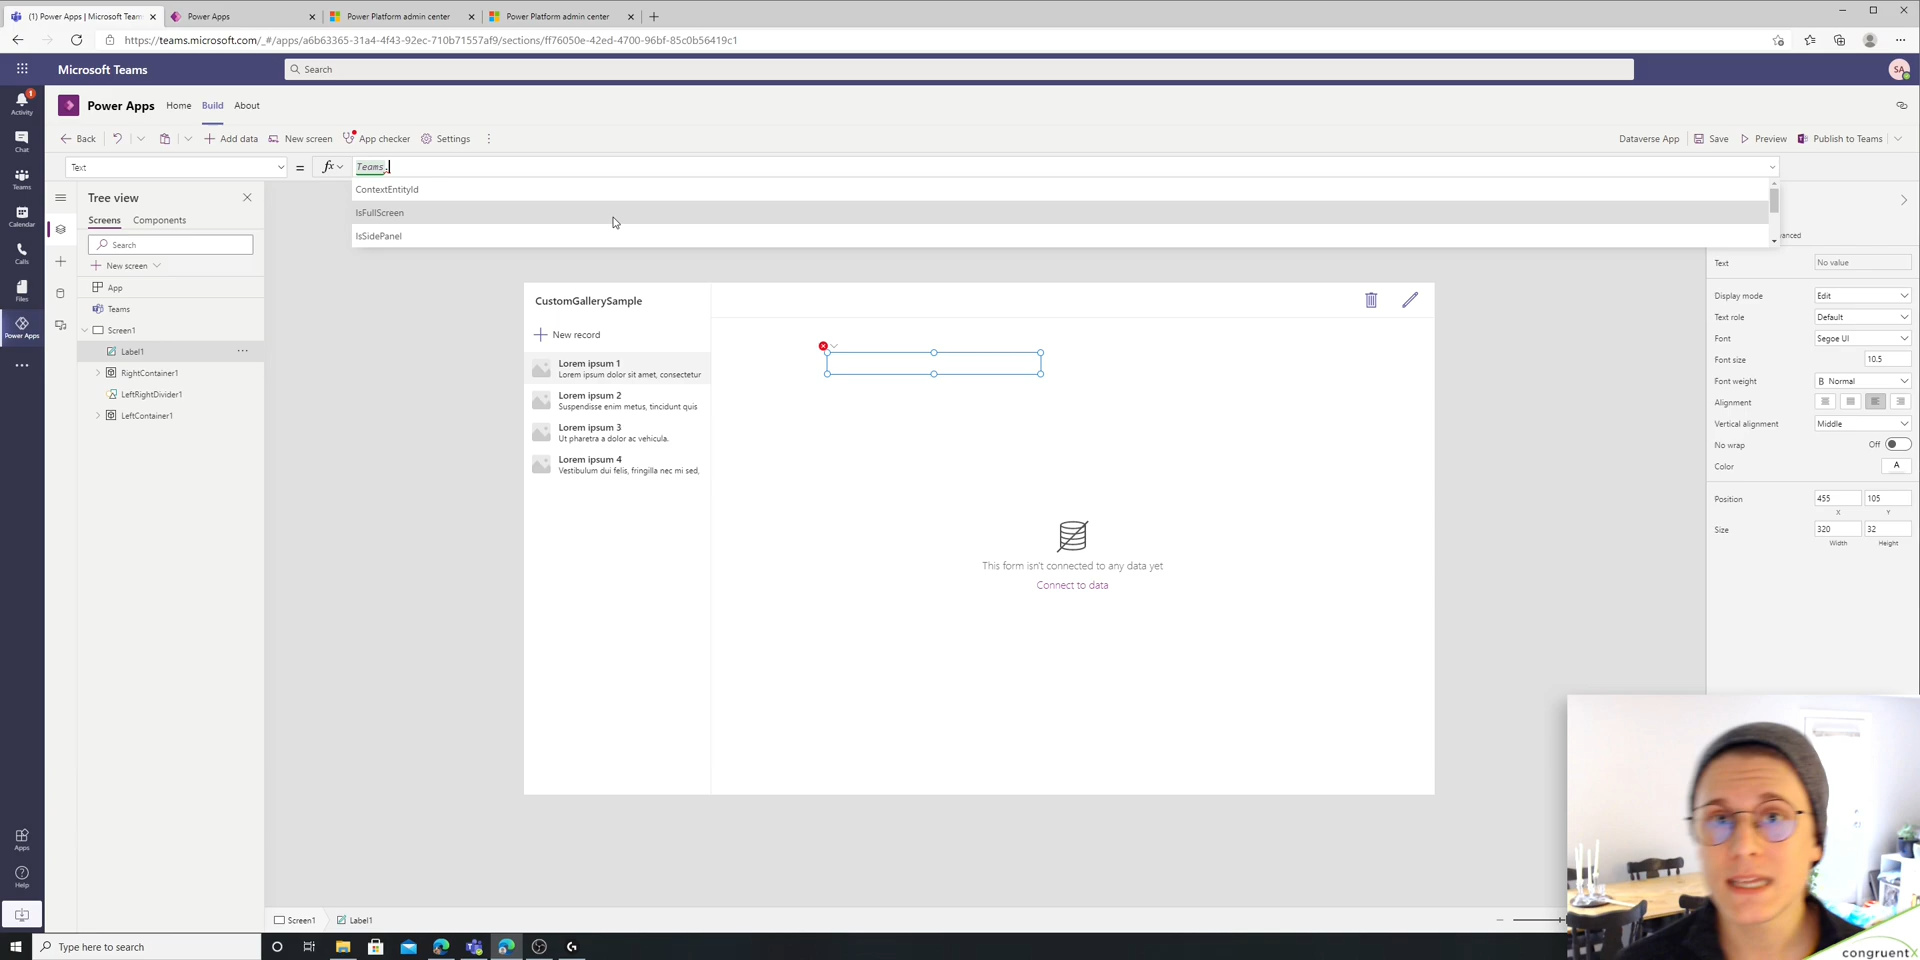 (1) Power Apps | Microsoft Team
Power Apps
Power Platform admin center
Power Platform admin center
https://teams.microsoft.com/_#/apps/a6b63365-31a4-4f43-92ec-710b71557af9/sections/ff76050e-42ed-4700-96bf-85c0b56419c1
Microsoft Teams
Search
SA
Activity
1
Chat
Teams
Calendar
Calls
Files
Power Apps
Apps
Help
Power Apps
Home
Build
About
Back
Add data
New screen
App checker
Settings
Dataverse App
Save
Preview
Publish to Teams
Text
=
fx
Teams.
ContextEntityId
IsFullScreen
IsSidePanel
Tree view
Screens
Components
Search
New screen
App
Teams
Screen1
Label1
RightContainer1
LeftRightDivider1
LeftContainer1
CustomGallerySample
New record
Lorem ipsum 1
Lorem ipsum dolor sit amet, consectetur
Lorem ipsum 2
Suspendisse enim metus, tincidunt quis
Lorem ipsum 3
Ut pharetra a dolor ac vehicula.
Lorem ipsum 4
Vestibulum dui felis, fringilla nec mi sed,
This form isn't connected to any data yet
Connect to data
vanced
Text
No value
Display mode
Edit
Text role
Default
Font
Segoe UI
Font size
10.5
Font weight
B Normal
Alignment
Vertical alignment
Middle
No wrap
Off
Color
A
Position
455
105
X
Y
Size
320
32
Width
Height
Screen1
Label1
Type here to search
congruentX